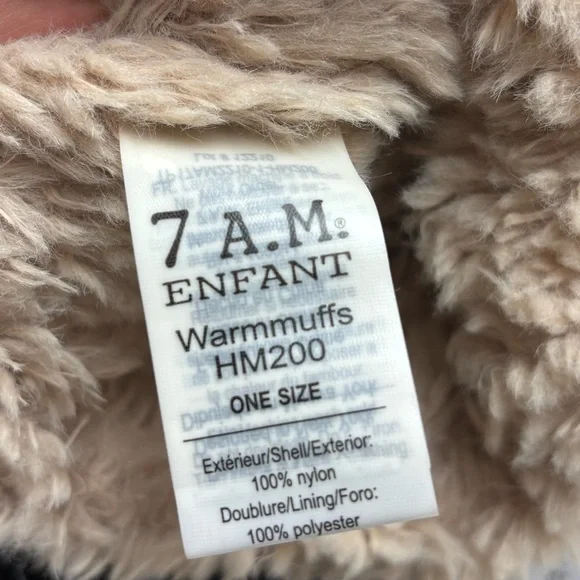 7 A.M.®
ENFANT
Warmmuffs
HM200
ONE SIZE
Extérieur/Shell/Exterior:
100% nylon
Doublure/Lining/Foro:
100% polyester